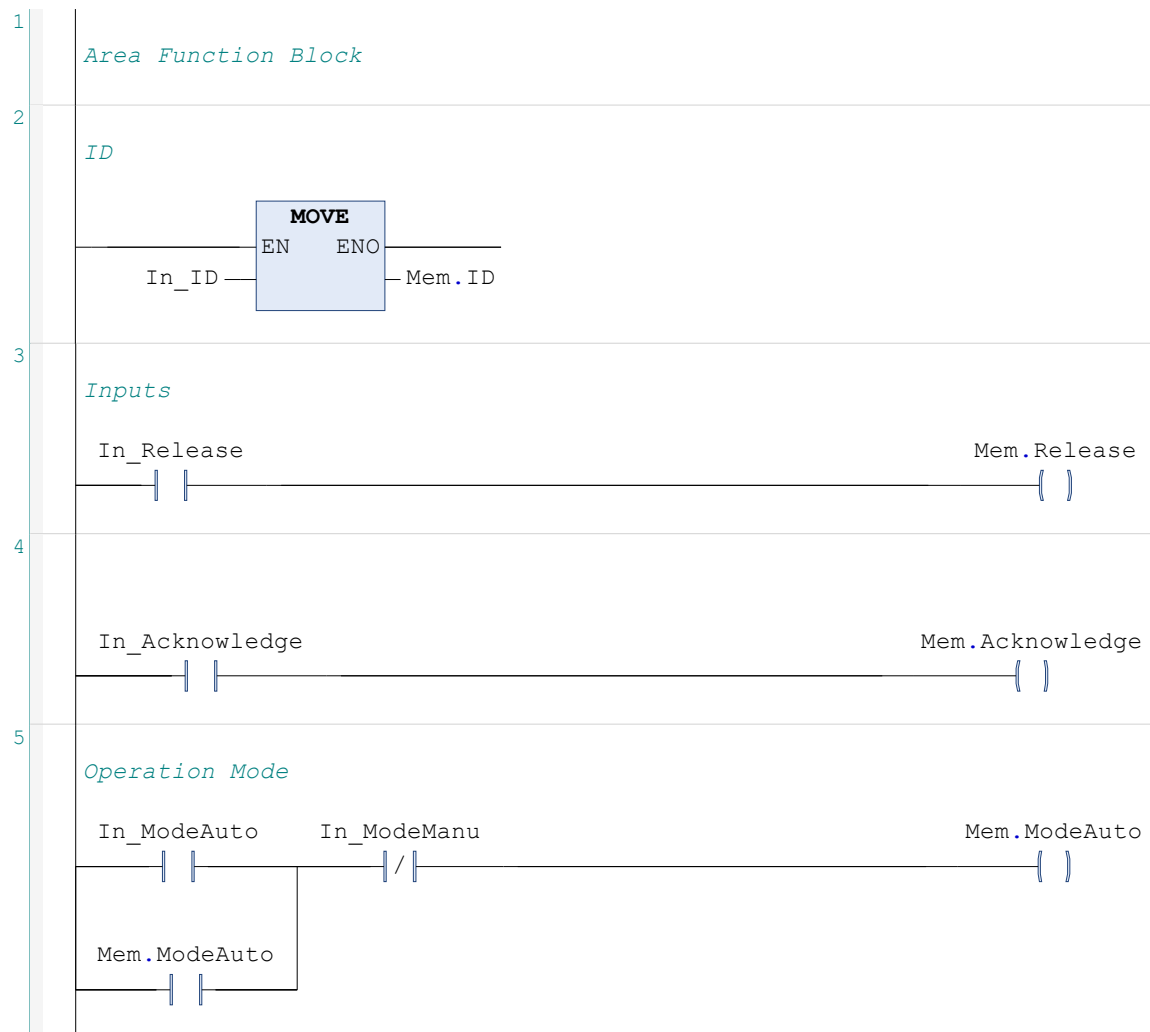 1
Area Function Block
2
ID
MOVE
EN ENO
In_ID Mem.ID
3
Inputs
In_Release Mem.Release
( )
4
In_Acknowledge Mem.Acknowledge
( )
5
Operation Mode
In_ModeAuto In_ModeManu Mem.ModeAuto
/ ( )
Mem.ModeAuto